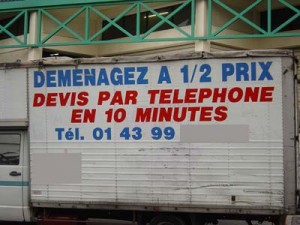 DEMENAGEZ A 1/2 PRIX
DEVIS PAR TELEPHONE
EN 10 MINUTES
Tél. 01 43 99